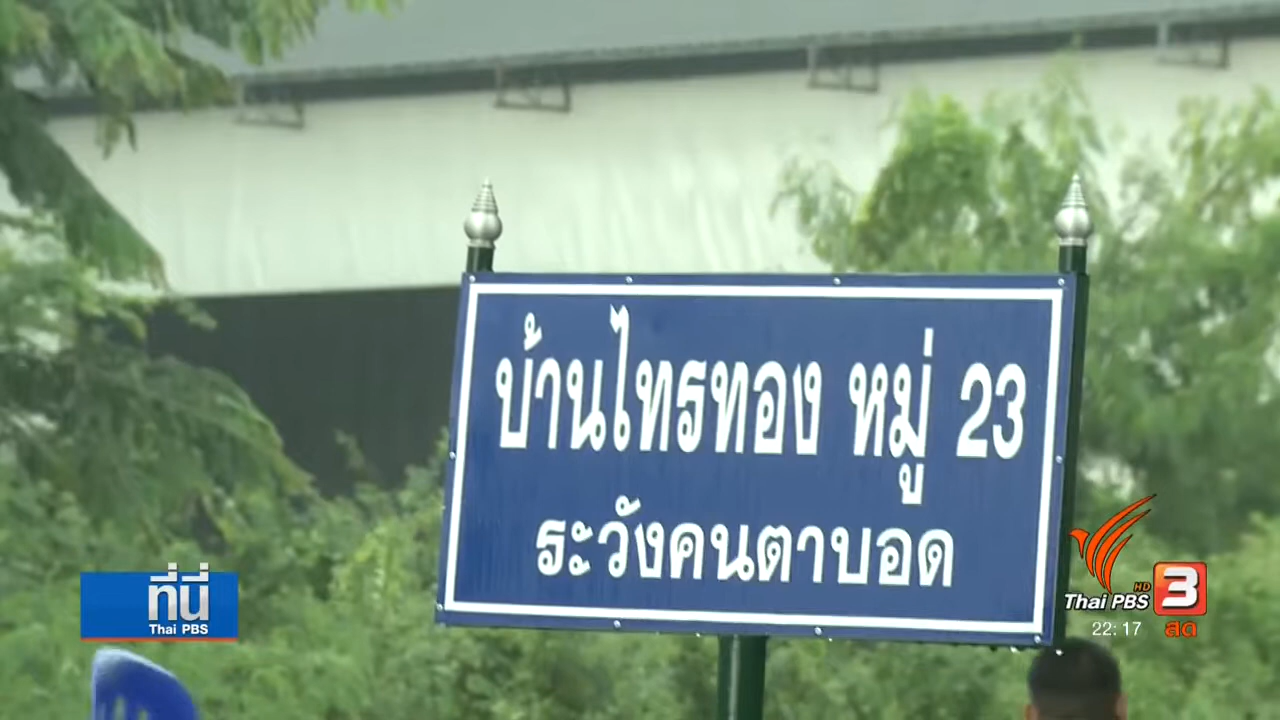 บ้านไทรทอง หมู่ 23
ระวังคนตาบอด
ที่นี่
Thai PBS
HD
Thai PBS 3
22:17 สด